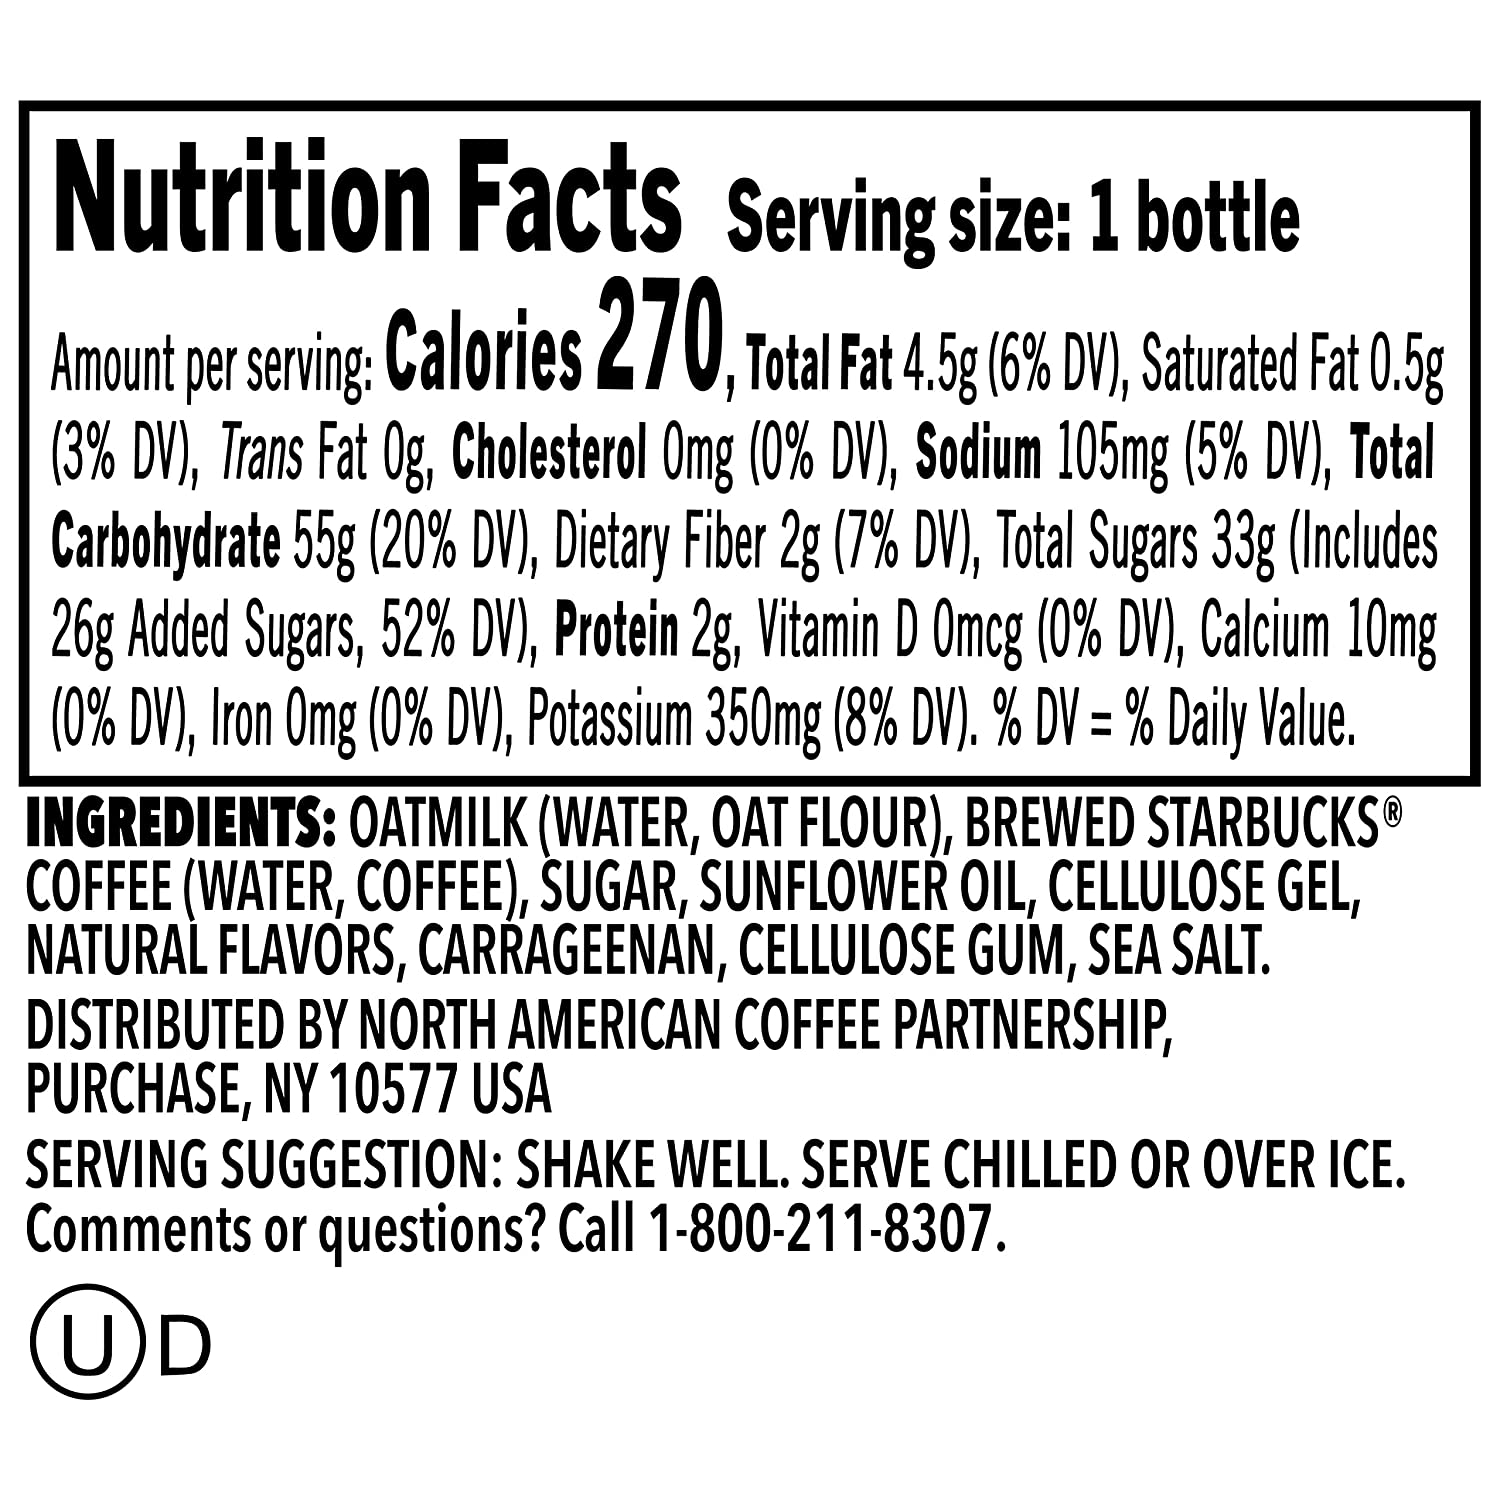 Nutrition Facts Serving size: 1 bottle
Amount per serving: Calories 270, Total Fat 4.5g (6% DV), Saturated Fat 0.5g
(3% DV), Trans Fat 0g, Cholesterol 0mg (0% DV), Sodium 105mg (5% DV), Total
Carbohydrate 55g (20% DV), Dietary Fiber 2g (7% DV), Total Sugars 33g (Includes
26g Added Sugars, 52% DV), Protein 2g, Vitamin D 0mcg (0% DV), Calcium 10mg
(0% DV), Iron 0mg (0% DV), Potassium 350mg (8% DV). % DV = % Daily Value.
INGREDIENTS: OATMILK (WATER, OAT FLOUR), BREWED STARBUCKS®
COFFEE (WATER, COFFEE), SUGAR, SUNFLOWER OIL, CELLULOSE GEL,
NATURAL FLAVORS, CARRAGEENAN, CELLULOSE GUM, SEA SALT.
DISTRIBUTED BY NORTH AMERICAN COFFEE PARTNERSHIP,
PURCHASE, NY 10577 USA
SERVING SUGGESTION: SHAKE WELL. SERVE CHILLED OR OVER ICE.
Comments or questions? Call 1-800-211-8307.
U D